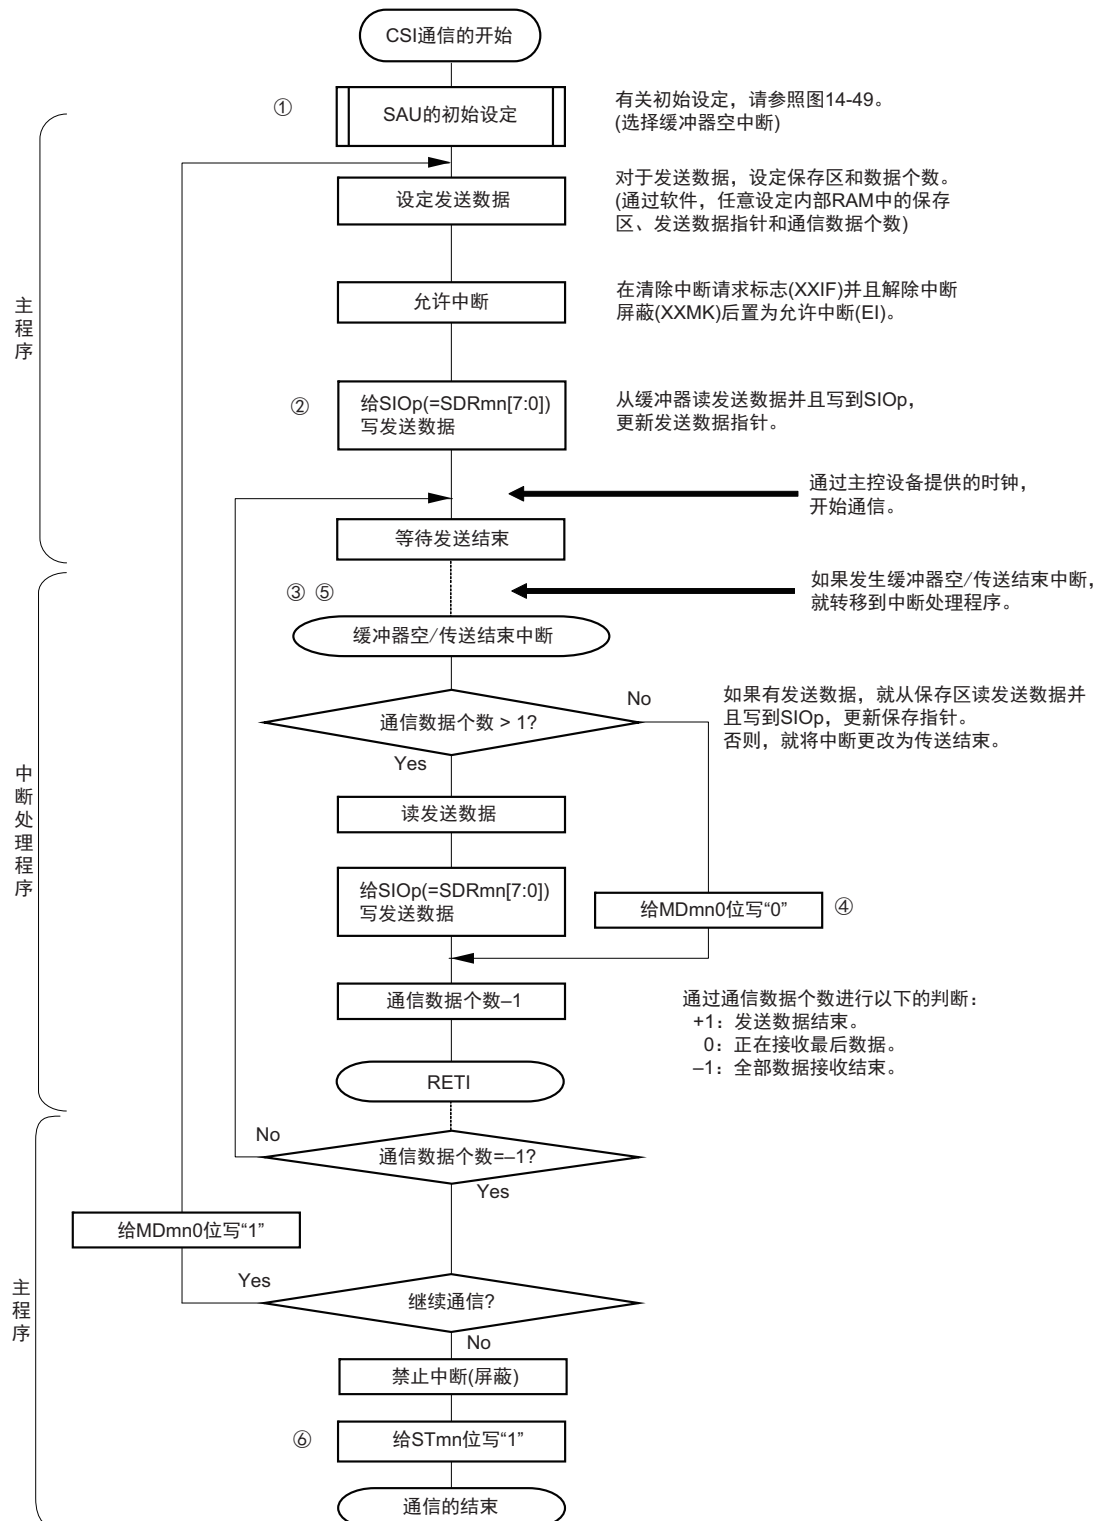 CSI通信的开始
①
SAU的初始设定
有关初始设定，请参照图14-49。
(选择缓冲器空中断)
设定发送数据
对于发送数据，设定保存区和数据个数。
(通过软件，任意设定内部RAM中的保存
区、发送数据指针和通信数据个数)
主程序
允许中断
在清除中断请求标志(XXIF)并且解除中断
屏蔽(XXMK)后置为允许中断(EI)。
②
给SIOp(=SDRmn[7:0])
写发送数据
从缓冲器读发送数据并且写到SIOp，
更新发送数据指针。
通过主控设备提供的时钟，
开始通信。
等待发送结束
③ ⑤
如果发生缓冲器空/传送结束中断，
就转移到中断处理程序。
缓冲器空/传送结束中断
通信数据个数 > 1?
No
Yes
如果有发送数据，就从保存区读发送数据并
且写到SIOp，更新保存指针。
否则，就将中断更改为传送结束。
中断处理程序
读发送数据
给SIOp(=SDRmn[7:0])
写发送数据
给MDmn0位写“0”
④
通信数据个数–1
通过通信数据个数进行以下的判断：
+1：发送数据结束。
0：正在接收最后数据。
–1：全部数据接收结束。
RETI
No
通信数据个数=–1?
Yes
给MDmn0位写“1”
主程序
Yes
继续通信?
No
禁止中断(屏蔽)
⑥
给STmn位写“1”
通信的结束